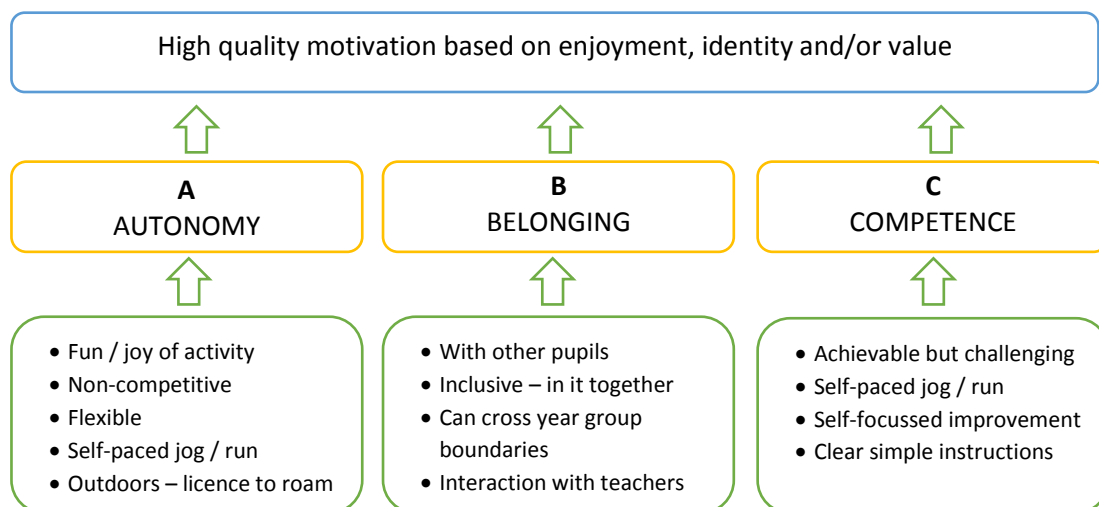 High quality motivation based on enjoyment, identity and/or value
A
AUTONOMY
B
BELONGING
C
COMPETENCE
• Fun / joy of activity
• Non-competitive
• Flexible
• Self-paced jog / run
• Outdoors – licence to roam
• With other pupils
• Inclusive – in it together
• Can cross year group
boundaries
• Interaction with teachers
• Achievable but challenging
• Self-paced jog / run
• Self-focussed improvement
• Clear simple instructions